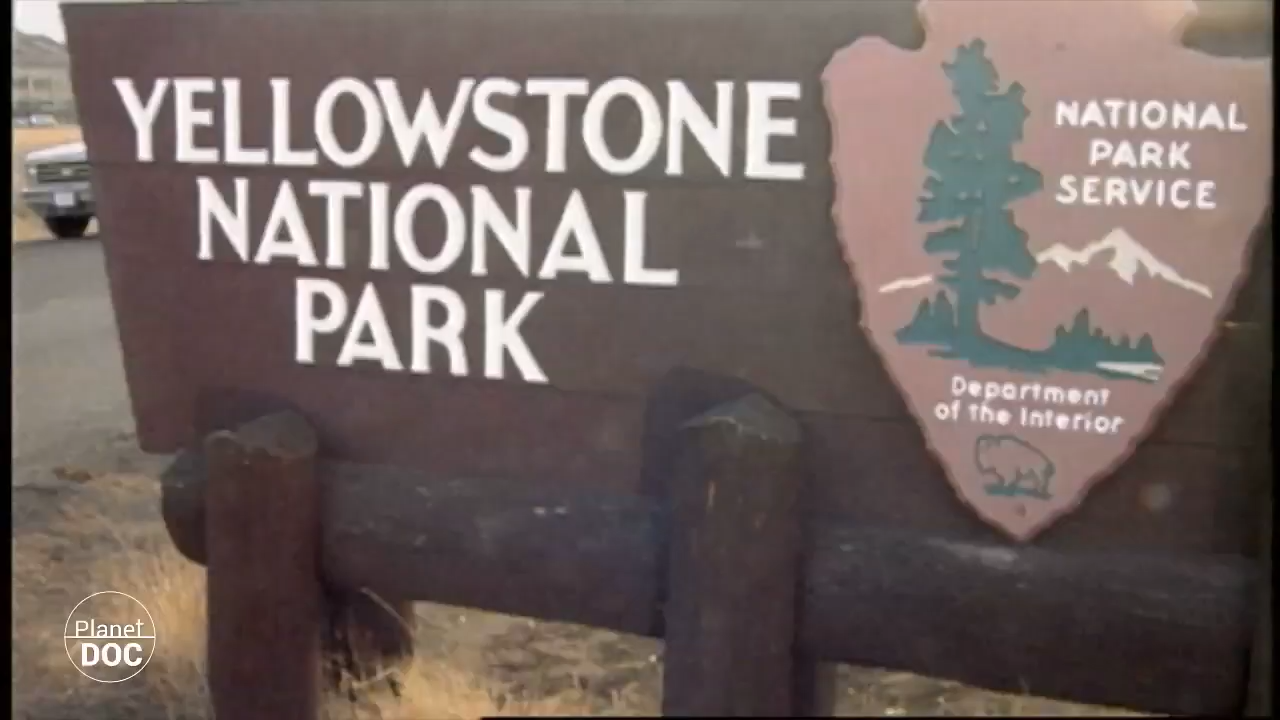 YELLOWSTONE
NATIONAL
PARK
NATIONAL
PARK
SERVICE
Department
of the Interior
Planet
DOC